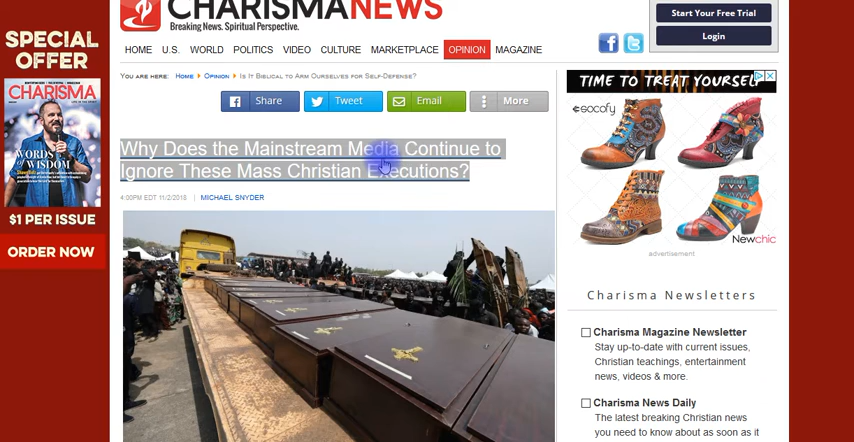 SPECIAL
OFFER
CHARISMA
WORDS
OF WISDOM
$1 PER ISSUE
ORDER NOW
CHARISMANEWS
Breaking News. Spiritual Perspective.
Start Your Free Trial
Login
HOME U.S. WORLD POLITICS VIDEO CULTURE MARKETPLACE OPINION MAGAZINE
You are here: Home Opinion Is It Biblical to Arm Ourselves for Self-Defense?
Share Tweet Email More
Why Does the Mainstream Media Continue to
Ignore These Mass Christian Executions?
4:00PM EDT 11/2/2018 | MICHAEL SNYDER
TIME TO TREAT YOURSELF
socofy
Newchic
advertisement
Charisma Newsletters
Charisma Magazine Newsletter
Stay up-to-date with current issues,
Christian teachings, entertainment
news, videos & more.
Charisma News Daily
The latest breaking Christian news
you need to know about as soon as it